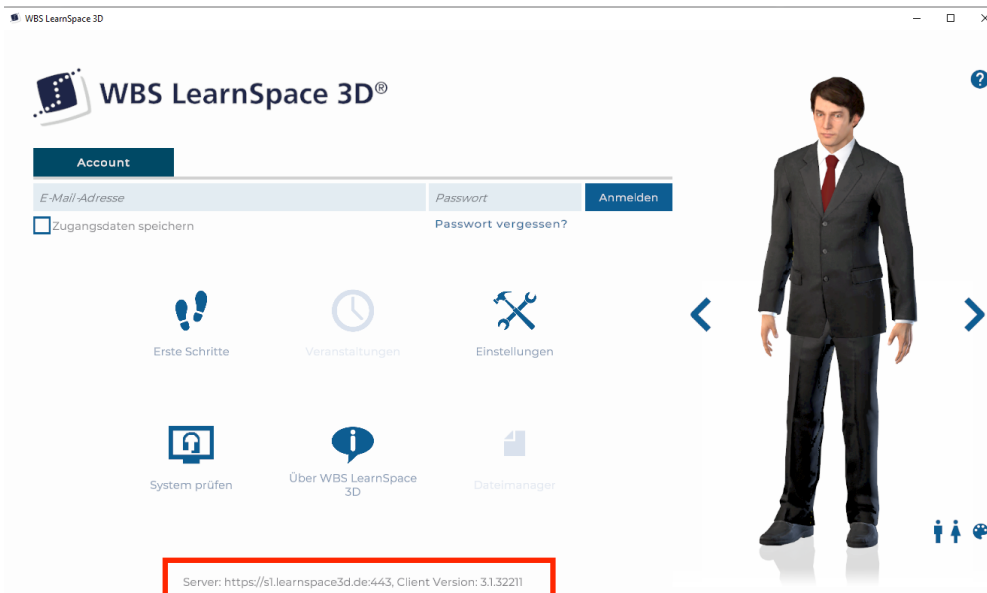 WBS LearnSpace 3D
WBS LearnSpace 3D®
Account
E-Mail-Adresse
Passwort
Anmelden
Zugangsdaten speichern
Passwort vergessen?
Erste Schritte
Veranstaltungen
Einstellungen
System prüfen
Über WBS LearnSpace
3D
Dateimanager
Server: https://s1.learnspace3d.de:443, Client Version: 3.1.32211